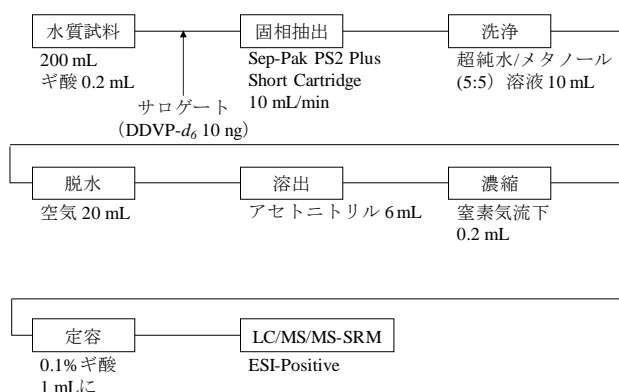 水質試料
200 mL
ギ酸 0.2 mL
サロゲート
（DDVP-d6 10 ng）
固相抽出
Sep-Pak PS2 Plus
Short Cartridge
10 mL/min
洗浄
超純水/メタノール
(5:5）溶液 10 mL
脱水
空気 20 mL
溶出
アセトニトリル 6 mL
濃縮
窒素気流下
0.2 mL
定容
0.1% ギ酸
1 mLに
LC/MS/MS-SRM
ESI-Positive